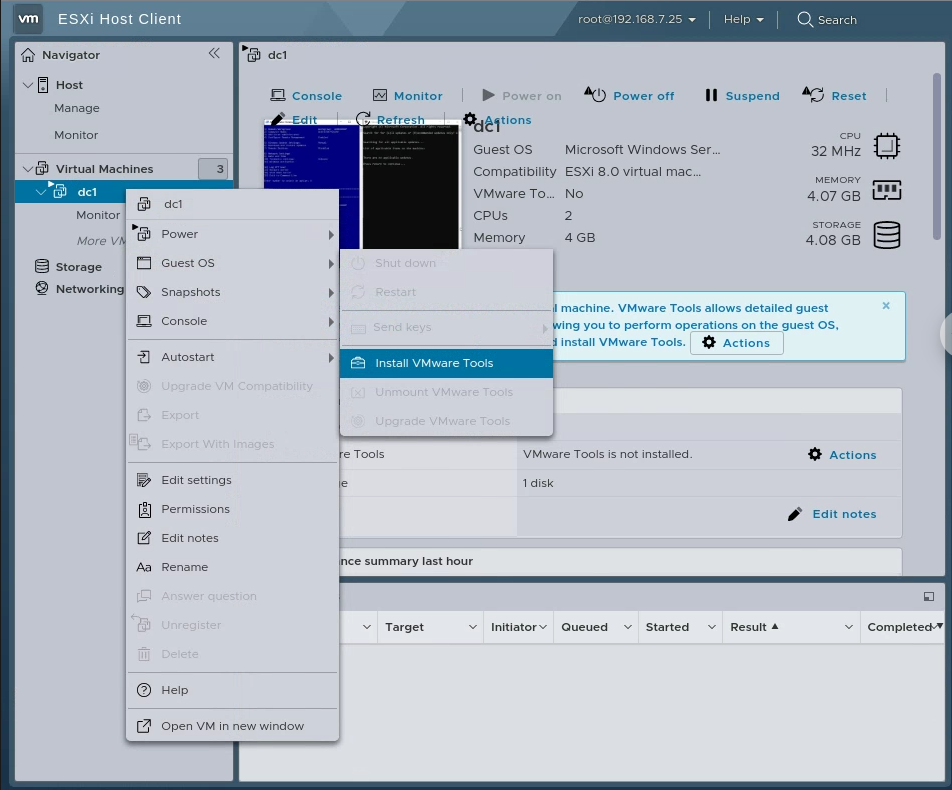 vm ESXi Host Client
root@192.168.7.25 Help Search
Navigator
Host
Manage
Monitor
Virtual Machines 3
dc1
Monitor
More VM
Storage
Networking
dc1
Console Monitor Power on Power off Suspend Reset
Edit Refresh Actions
dc1
Guest OS Microsoft Windows Ser...
Compatibility ESXi 8.0 virtual mac...
VMware To... No
CPUs 2
Memory 4 GB
CPU
32 MHz
MEMORY
4.07 GB
STORAGE
4.08 GB
dc1
Power
Guest OS
Snapshots
Console
Autostart
Upgrade VM Compatibility
Export
Export With Images
Edit settings
Permissions
Edit notes
Aa Rename
Answer question
Unregister
Delete
Help
Open VM in new window
Shut down
Restart
Send keys
Install VMware Tools
Unmount VMware Tools
Upgrade VMware Tools
al machine. VMware Tools allows detailed guest
wing you to perform operations on the guest OS,
d install VMware Tools. Actions
re Tools VMware Tools is not installed. Actions
e 1 disk
Edit notes
nce summary last hour
Target Initiator Queued Started Result Completed